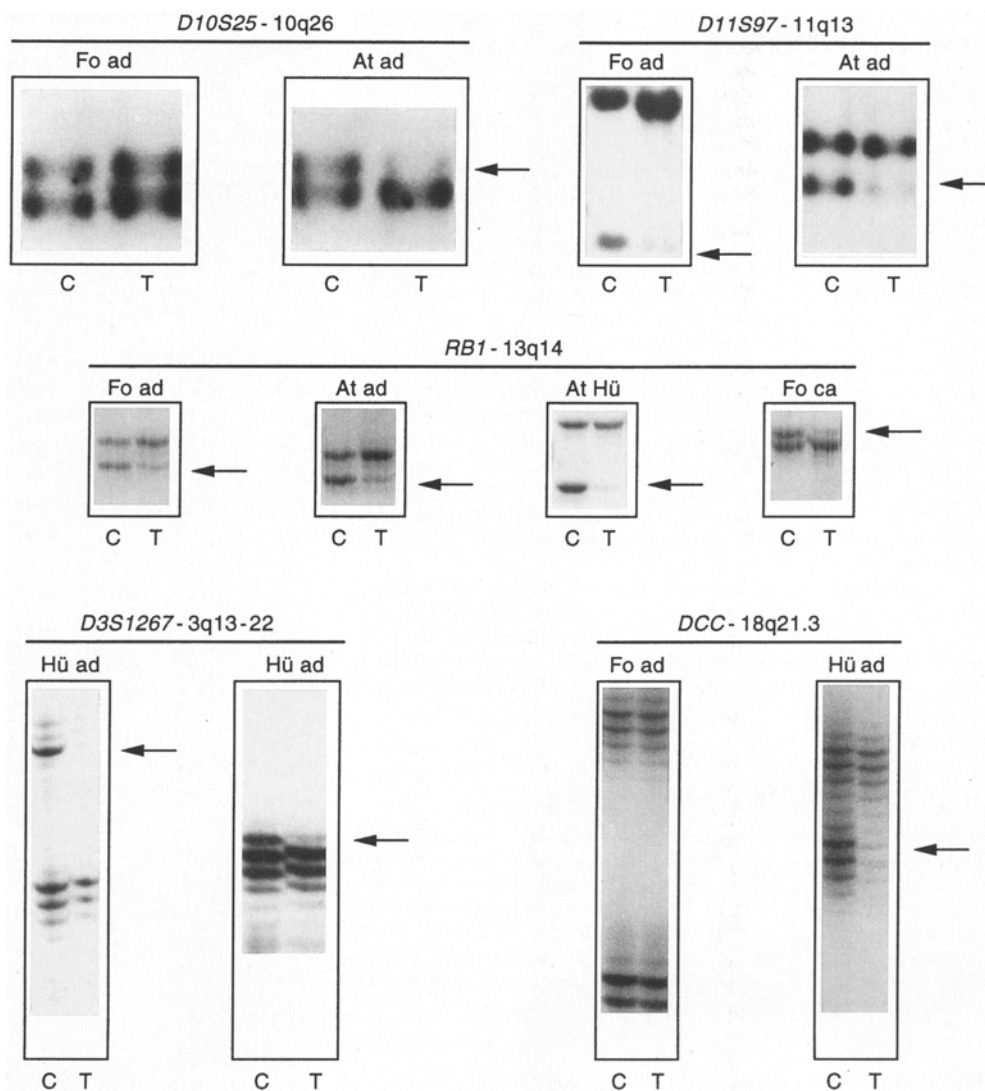 D10S25 - 10q26
D11S97 - 11q13
Fo ad
At ad
Fo ad
At ad
C T
C T
C T
C T
RB1 - 13q14
Fo ad
At ad
At Hü
Fo ca
C T
C T
C T
C T
D3S1267 - 3q13 - 22
DCC - 18q21.3
Hü ad
Hü ad
Fo ad
Hü ad
C T
C T
C T
C T